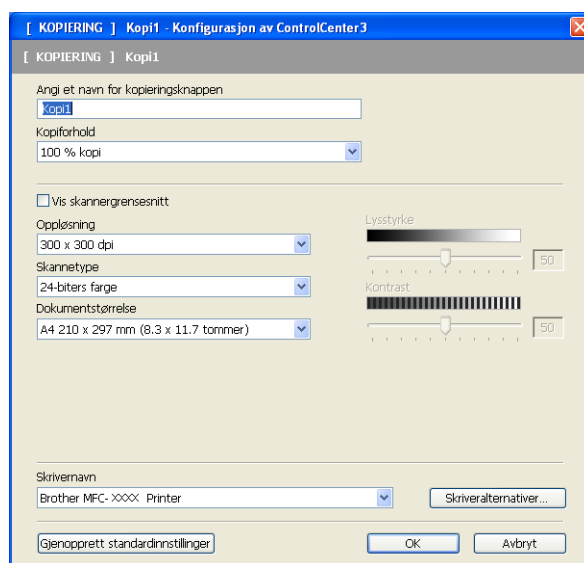 [ KOPIERING ] Kopi1 - Konfigurasjon av ControlCenter3
[ KOPIERING ] Kopi1
Angi et navn for kopieringsknappen
Kopi1
Kopiforhold
100 % kopi
Vis skannergrensesnitt
Oppløsning
300 x 300 dpi
Skannetype
24-biters farge
Dokumentstørrelse
A4 210 x 297 mm (8.3 x 11.7 tommer)
Lysstyrke
50
Kontrast
50
Skrivernavn
Brother MFC- XXXX Printer
Skriveralternativer...
Gjenopprett standardinnstillinger
OK
Avbryt